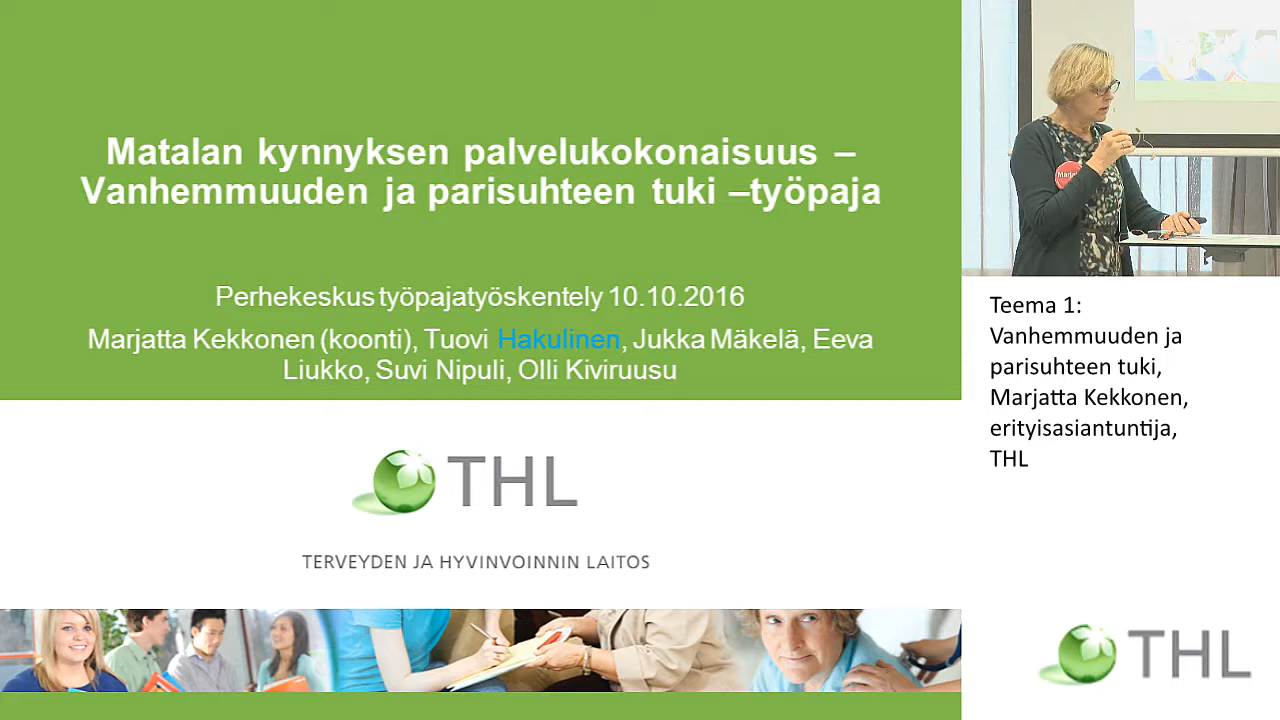 Matalan kynnyksen palvelukokonaisuus –
Vanhemmuuden ja parisuhteen tuki –työpaja
Perhekeskus työpajatyöskentely 10.10.2016
Marjatta Kekkonen (koonti), Tuovi Hakulinen, Jukka Mäkelä, Eeva
Liukko, Suvi Nipuli, Olli Kiviruusu
THL
TERVEYDEN JA HYVINVOINNIN LAITOS
Teema 1:
Vanhemmuuden ja
parisuhteen tuki,
Marjatta Kekkonen,
erityisasiantuntija,
THL
THL